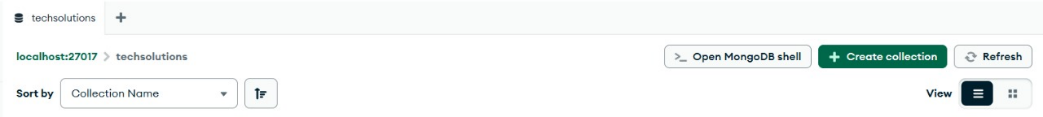 techsolutions
localhost:27017 > techsolutions
>_ Open MongoDB shell
+ Create collection
Refresh
Sort by Collection Name
View